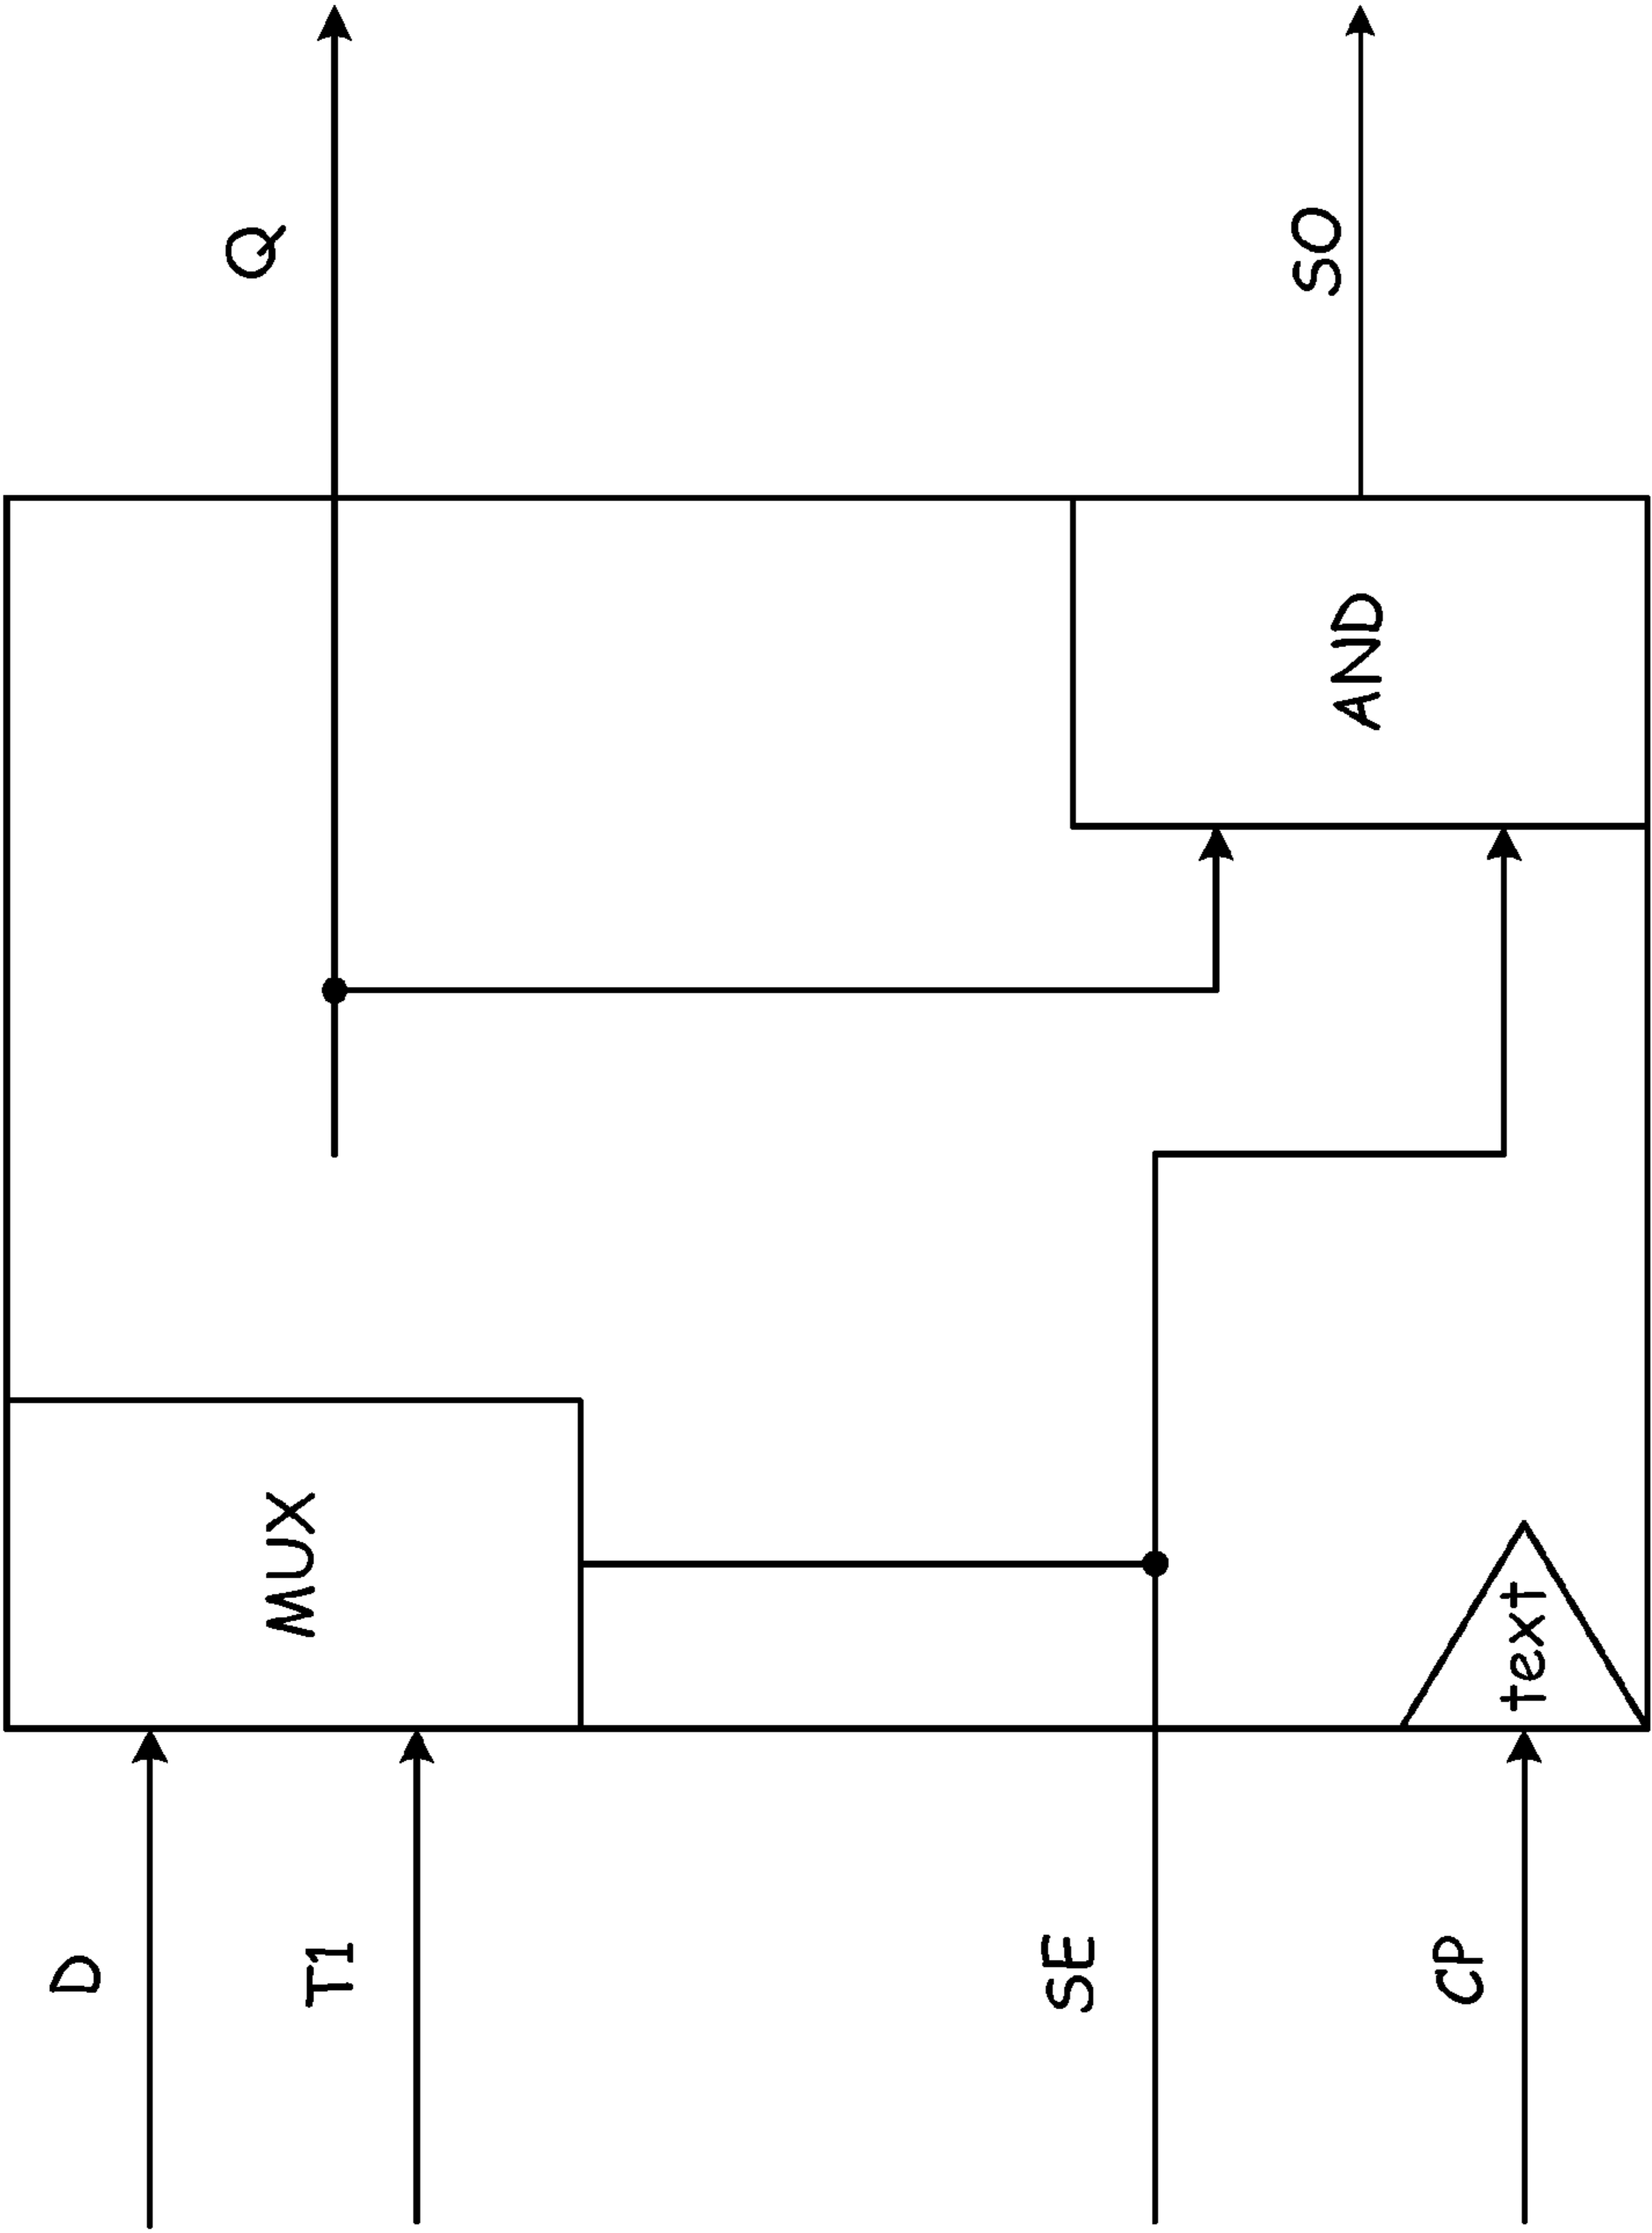 D
T1
SE
CP
MUX
text
AND
Q
SO